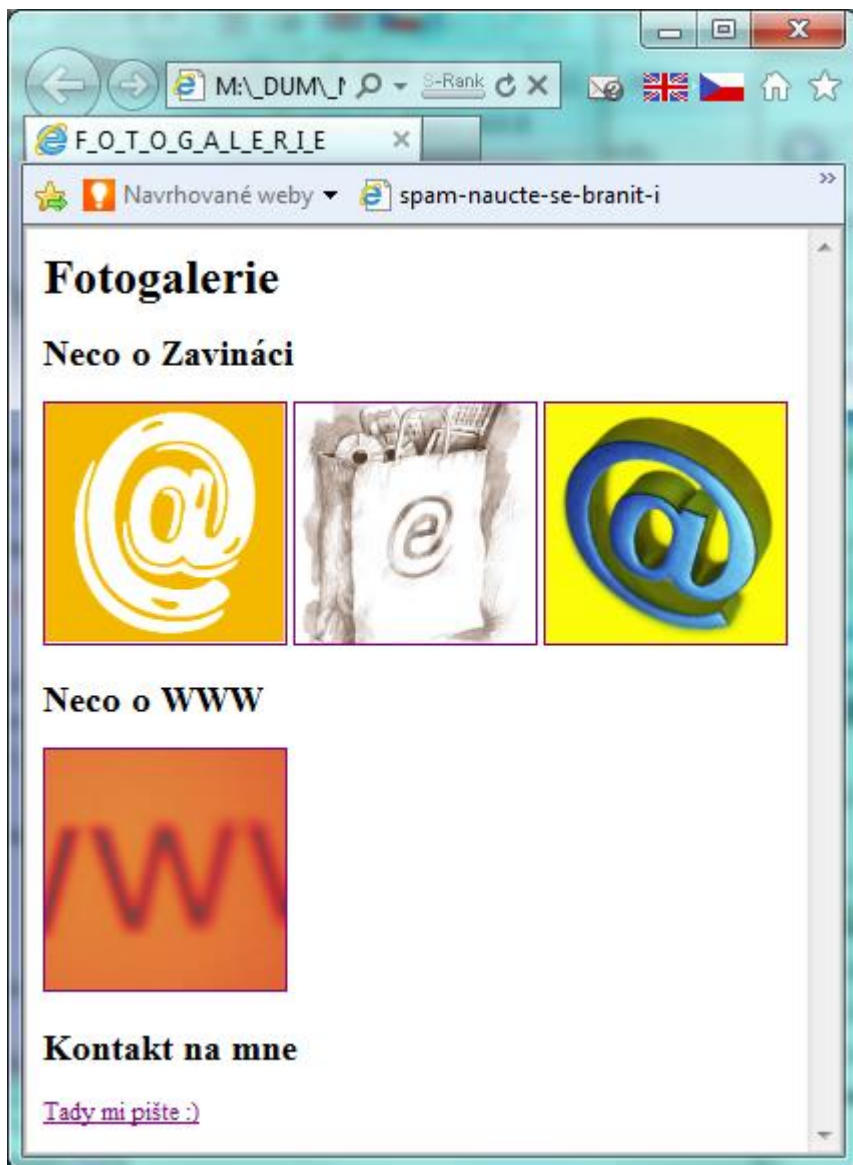 M:\_DUM\_
S-Rank
F_O_T_O_G_A_L_E_R_I_E
Navrhované weby
spam-naucte-se-branit-i
Fotogalerie
Neco o Zavináci
@ e @
Neco o WWW
WWW
Kontakt na mne
Tady mi pište :)